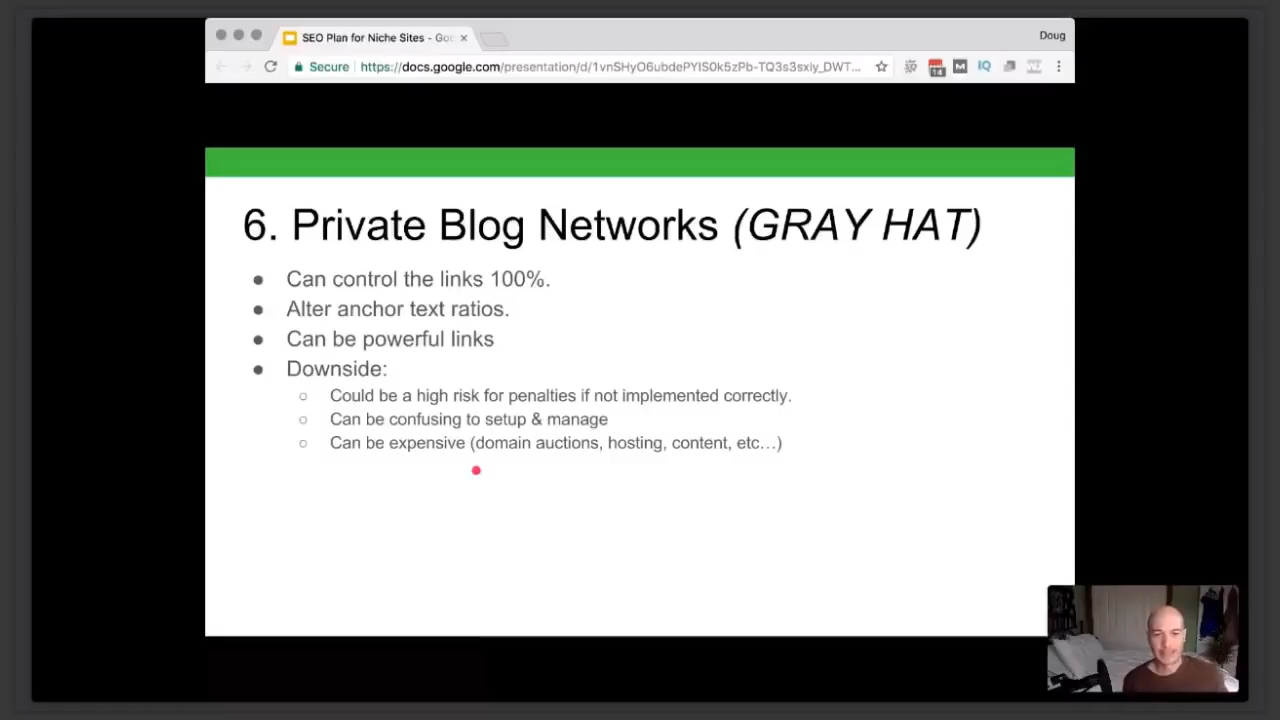 SEO Plan for Niche Sites - Goo
Doug
Secure
https://docs.google.com/presentation/d/1vnSHyO6ubdePYIS0k5zPb-TQ3s3sxly_DWT...
14
M
IQ
6. Private Blog Networks (GRAY HAT)
● Can control the links 100%.
● Alter anchor text ratios.
● Can be powerful links
● Downside:
○ Could be a high risk for penalties if not implemented correctly.
○ Can be confusing to setup & manage
○ Can be expensive (domain auctions, hosting, content, etc…)